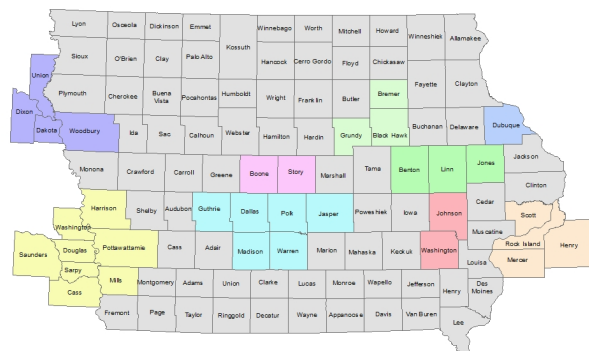 Lyon
Osceola
Dickinson
Emmet
Kossuth
Winnebago
Worth
Mitchell
Howard
Winneshiek
Allamakee
Sioux
O'Brien
Clay
Palo Alto
Hancock
Cerro Gordo
Floyd
Chickasaw
Union
Plymouth
Cherokee
Buena
Vista
Pocahontas
Humboldt
Wright
Franklin
Butler
Bremer
Fayette
Clayton
Dixon
Dakota
Woodbury
Ida
Sac
Calhoun
Webster
Hamilton
Hardin
Grundy
Black Hawk
Buchanan
Delaware
Dubuque
Monona
Crawford
Carroll
Greene
Boone
Story
Marshall
Tama
Benton
Linn
Jones
Jackson
Clinton
Harrison
Shelby
Audubon
Guthrie
Dallas
Polk
Jasper
Poweshiek
Iowa
Johnson
Cedar
Scott
Muscatine
Washington
Saunders
Douglas
Sarpy
Cass
Pottawattamie
Cass
Adair
Madison
Warren
Marion
Mahaska
Keokuk
Washington
Louisa
Rock Island
Mercer
Henry
Mills
Montgomery
Adams
Union
Clarke
Lucas
Monroe
Wapello
Jefferson
Henry
Des
Moines
Fremont
Page
Taylor
Ringgold
Decatur
Wayne
Appanoose
Davis
Van Buren
Lee